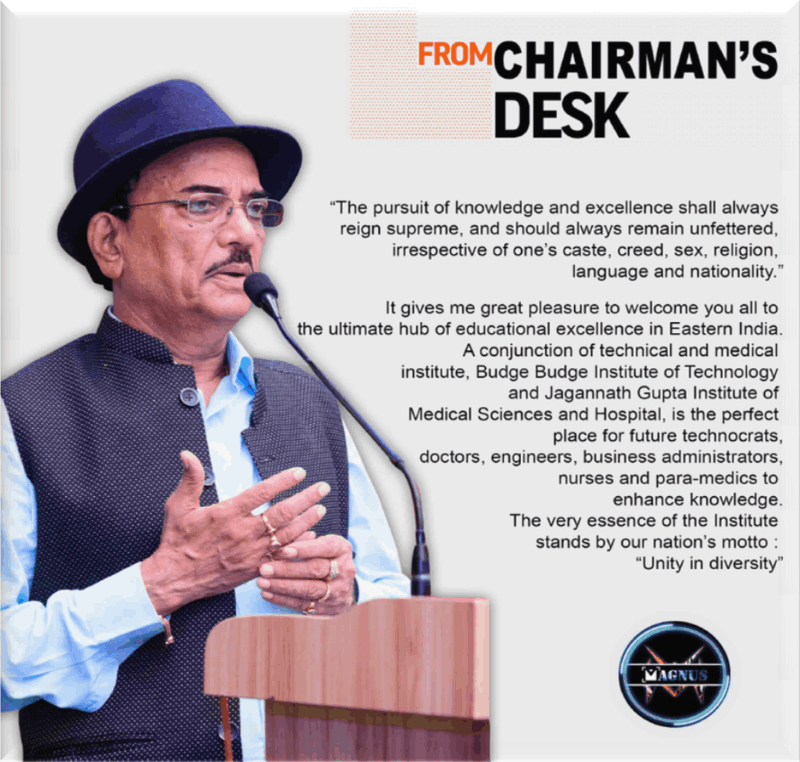 FROM CHAIRMAN'S
DESK
“The pursuit of knowledge and excellence shall always
reign supreme, and should always remain unfettered,
irrespective of one's caste, creed, sex, religion,
language and nationality.”
It gives me great pleasure to welcome you all to
the ultimate hub of educational excellence in Eastern India.
A conjunction of technical and medical
institute, Budge Budge Institute of Technology
and Jagannath Gupta Institute of
Medical Sciences and Hospital, is the perfect
place for future technocrats,
doctors, engineers, business administrators,
nurses and para-medics to
enhance knowledge.
The very essence of the Institute
stands by our nation's motto :
“Unity in diversity”
MAGNUS